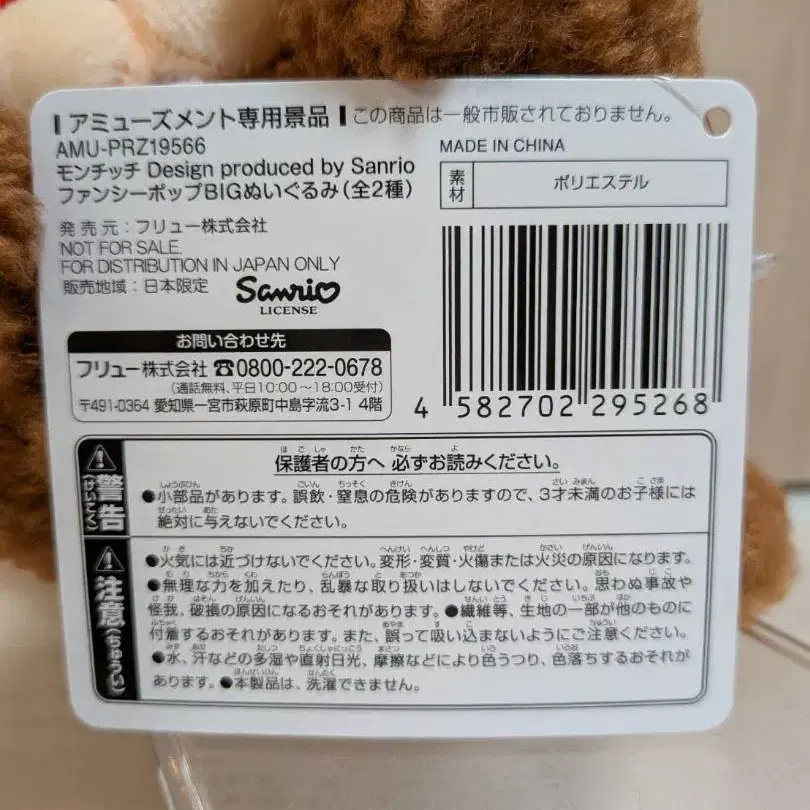 アミューズメント専用景品 この商品は一般市販されておりません。
AMU-PRZ19566
モンチッチ Design produced by Sanrio
ファンシーポップBIGぬいぐるみ(全2種)
発 売 元:フリュー株式会社
NOT FOR SALE
FOR DISTRIBUTION IN JAPAN ONLY
販売地域:日本限定
Sanrio
LICENSE
MADE IN CHINA
素材
ポリエステル
お問い合わせ先
フリュー株式会社 ☎0800-222-0678
(通話無料、平日10:00~18:00受付)
〒491-0364 愛知県一宮市萩原町中島字流3-1 4階
4 582702 295268
警告(けいこく)
保護者の方へ 必ずお読みください。
●小部品があります。誤飲・窒息の危険がありますので、3才未満のお子様には
絶対に与えないでください。
注意(ちゅうい)
●火気には近づけないでください。変形・変質・火傷または火災の原因になります。
●無理な力を加えたり、乱暴な取り扱いはしないでください。思わぬ事故や
怪我、破損の原因になるおそれがあります。●繊維等、生地の一部が他のものに
付着するおそれがあります。また、誤って吸い込まないようにご注意ください。
●水、汗などの多湿や直射日光、摩擦などにより色うつり、色落ちするおそれが
あります。●本製品は、洗濯できません。